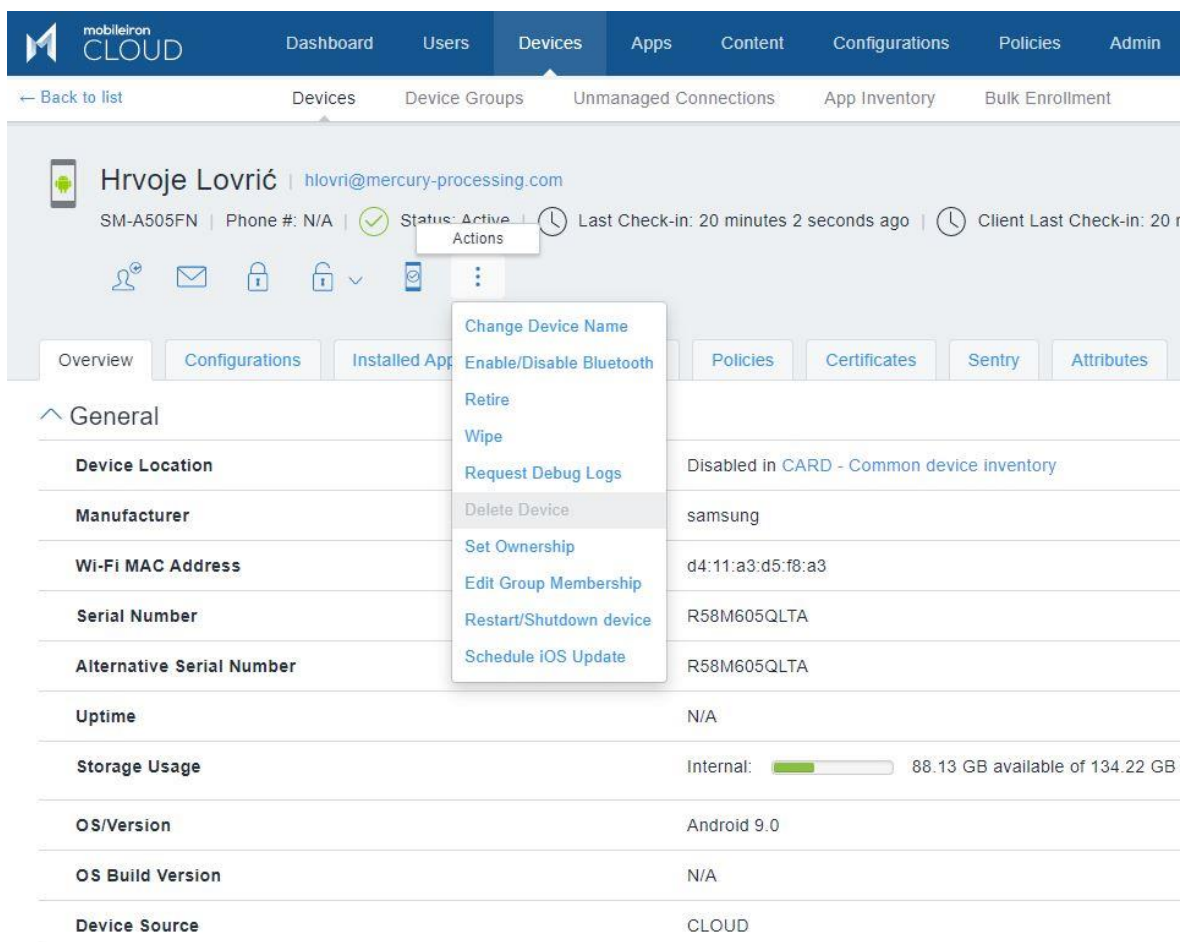 mobileiron
CLOUD
Dashboard Users Devices Apps Content Configurations Policies Admin
← Back to list Devices Device Groups Unmanaged Connections App Inventory Bulk Enrollment
Hrvoje Lovrić | hlovri@mercury-processing.com
SM-A505FN | Phone #: N/A | Status: Active | Last Check-in: 20 minutes 2 seconds ago | Client Last Check-in: 20
Actions
Change Device Name
Enable/Disable Bluetooth
Retire
Wipe
Request Debug Logs
Delete Device
Set Ownership
Edit Group Membership
Restart/Shutdown device
Schedule iOS Update
Overview Configurations Installed App Policies Certificates Sentry Attributes
General
Device Location Disabled in CARD - Common device inventory
Manufacturer samsung
Wi-Fi MAC Address d4:11:a3:d5:f8:a3
Serial Number R58M605QLTA
Alternative Serial Number R58M605QLTA
Uptime N/A
Storage Usage Internal: 88.13 GB available of 134.22 GB
OS/Version Android 9.0
OS Build Version N/A
Device Source CLOUD